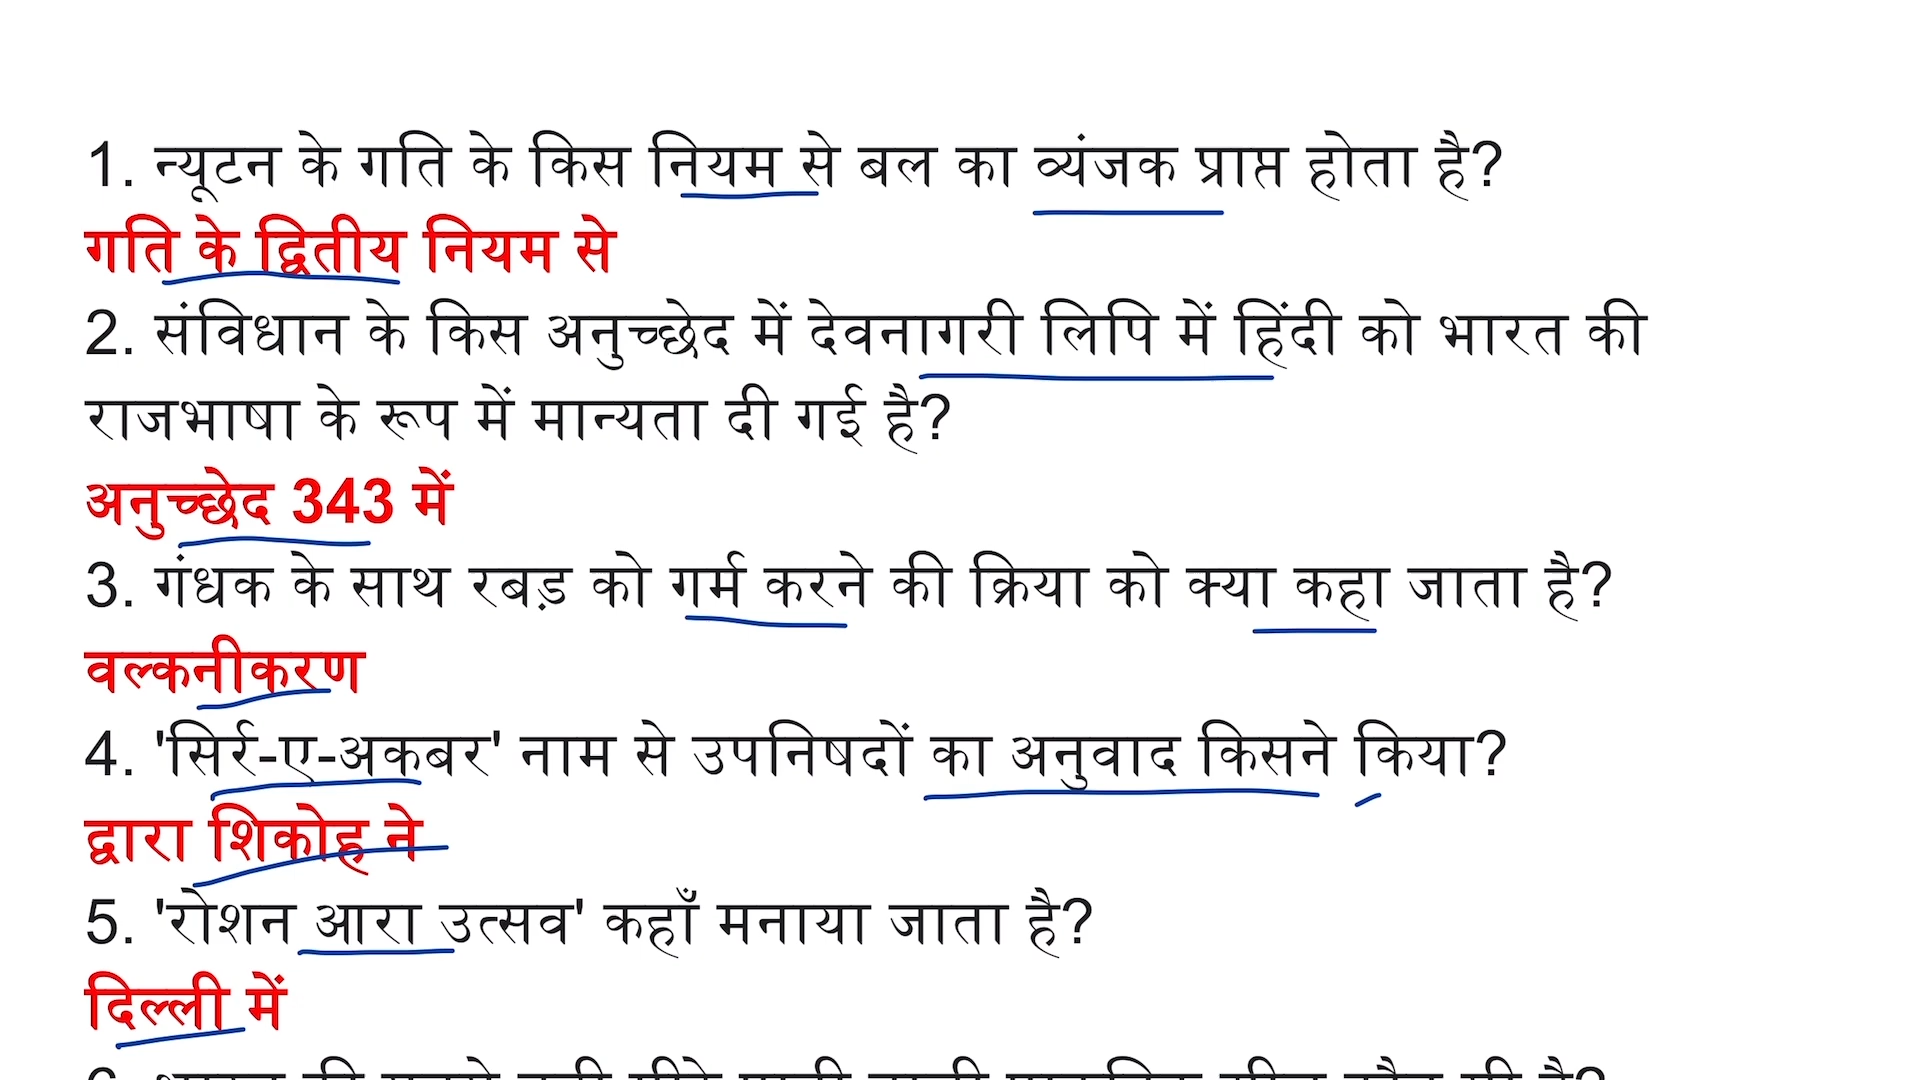 1. न्यूटन के गति के किस नियम से बल का व्यंजक प्राप्त होता है?
गति के द्वितीय नियम से
2. संविधान के किस अनुच्छेद में देवनागरी लिपि में हिंदी को भारत की
राजभाषा के रूप में मान्यता दी गई है?
अनुच्छेद 343 में
3. गंधक के साथ रबड़ को गर्म करने की क्रिया को क्या कहा जाता है?
वल्कनीकरण
4. 'सिर्र-ए-अकबर' नाम से उपनिषदों का अनुवाद किसने किया?
द्वारा शिकोह ने
5. 'रोशन आरा उत्सव' कहाँ मनाया जाता है?
दिल्ली में